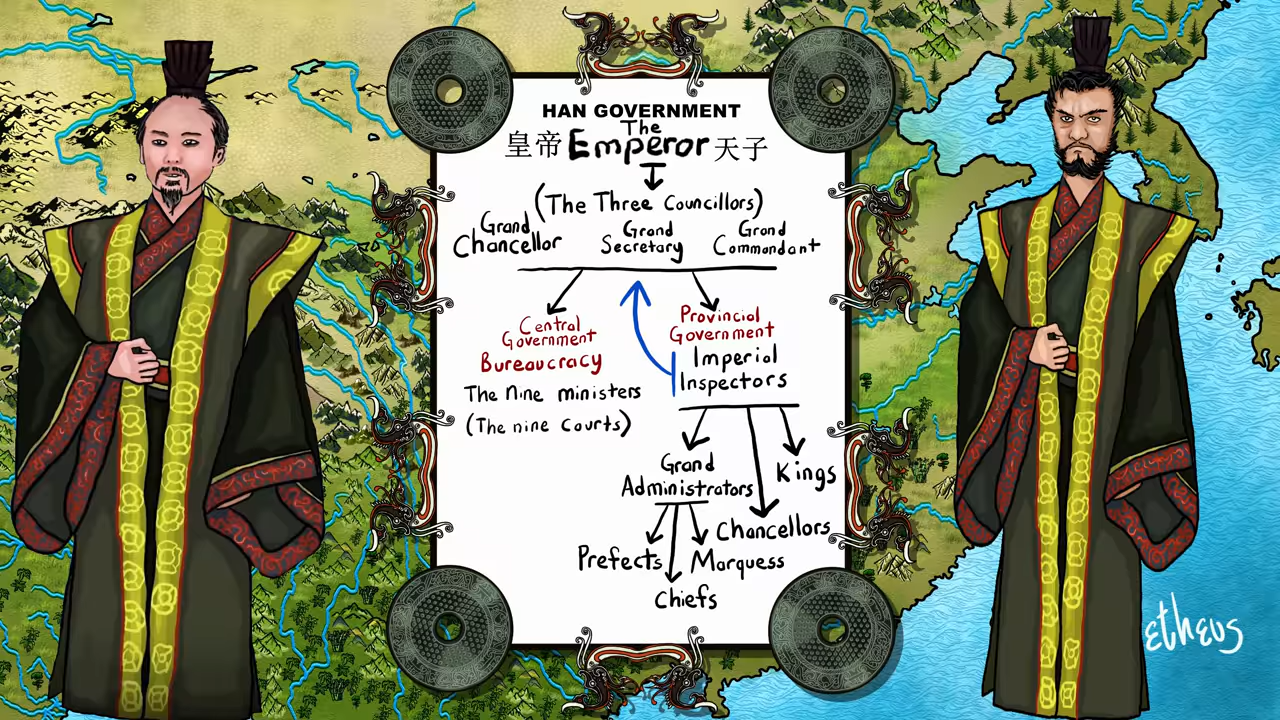 HAN GOVERNMENT
The
皇帝 Emperor 天子
(The Three Councillors)
Grand Chancellor
Grand Secretary
Grand Commandant
Central
Government
Bureaucracy
The Nine ministers
(The nine courts)
Provincial
Government
Imperial
Inspectors
Grand
Administrators
Kings
Chancellors
Prefects
Marquess
Chiefs
etheus